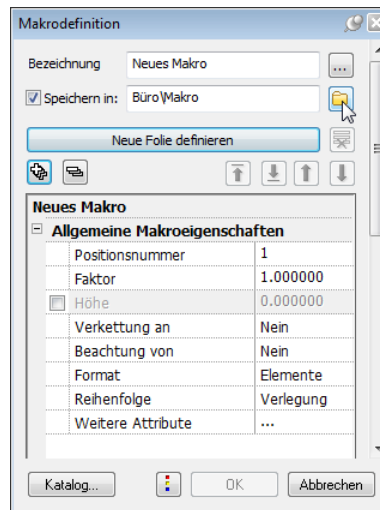 Makrodefinition
Bezeichnung Neues Makro ...
Speichern in: Büro\Makro
Neue Folie definieren
Neues Makro
Allgemeine Makroeigenschaften
Positionsnummer 1
Faktor 1.000000
Höhe 0.000000
Verkettung an Nein
Beachtung von Nein
Format Elemente
Reihenfolge Verlegung
Weitere Attribute ...
Katalog... OK Abbrechen